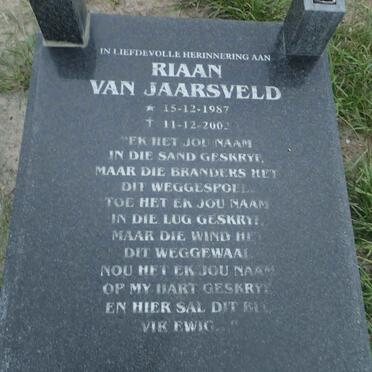 IN LIEFDEVOLLE HERINNERING AAN
RIAAN
VAN JAARSVELD
★ 15-12-1987
✝ 11-12-200
"EK HET JOU NAAM
IN DIE SAND GESKRYF,
MAAR DIE BRANDERS HET
DIT WEGGESPOEL.
TOE HET EK JOU NAAM
IN DIE LUG GESKRYF,
MAAR DIE WIND HET
DIT WEGGEWAAI.
NOU HET EK JOU NAAM
OP MY HART GESKRYF
EN HIER SAL DIT BLY
VIR EWIG..."